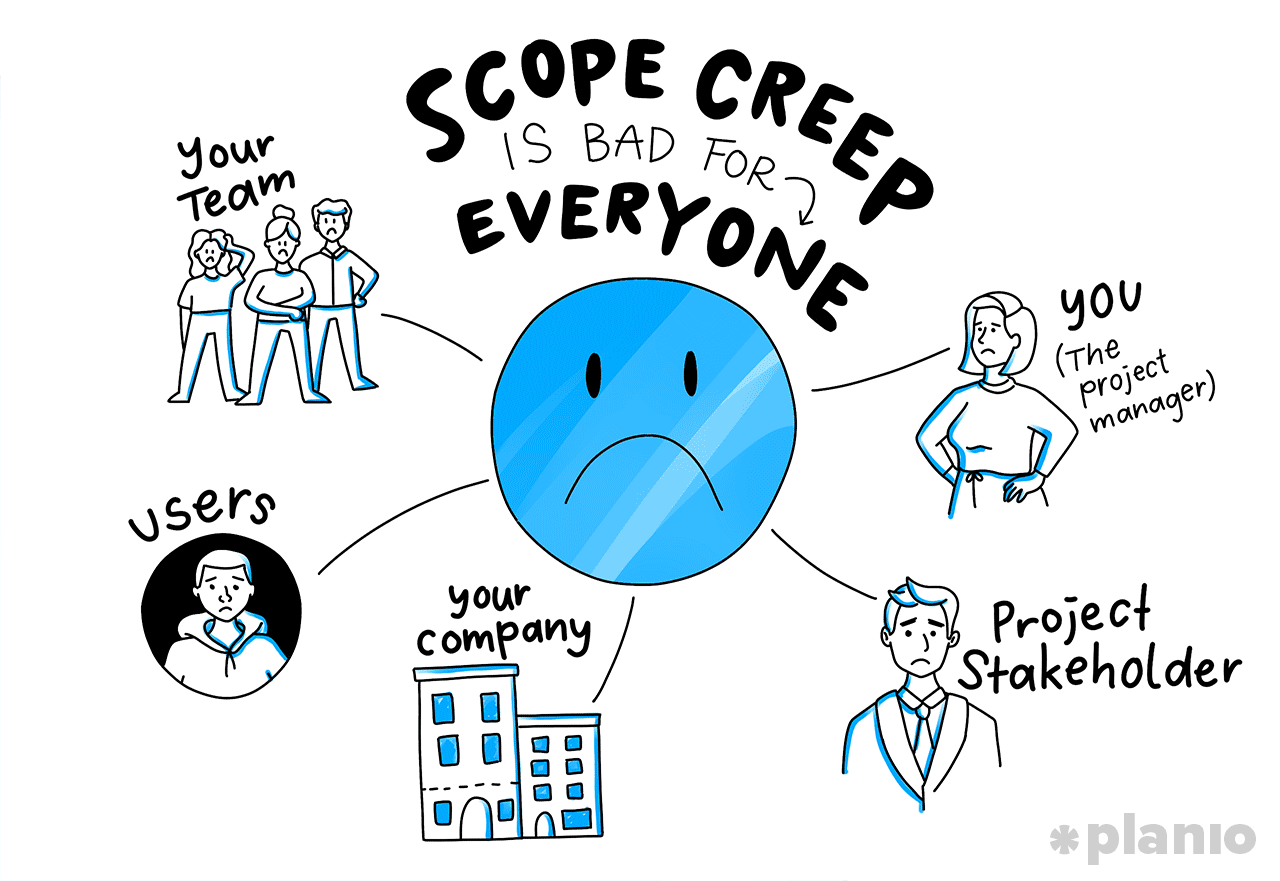 SCOPE CREEP
IS BAD FOR
EVERYONE
your
Team
you
(The
project
manager)
users
your
company
Project
Stakeholder
planio